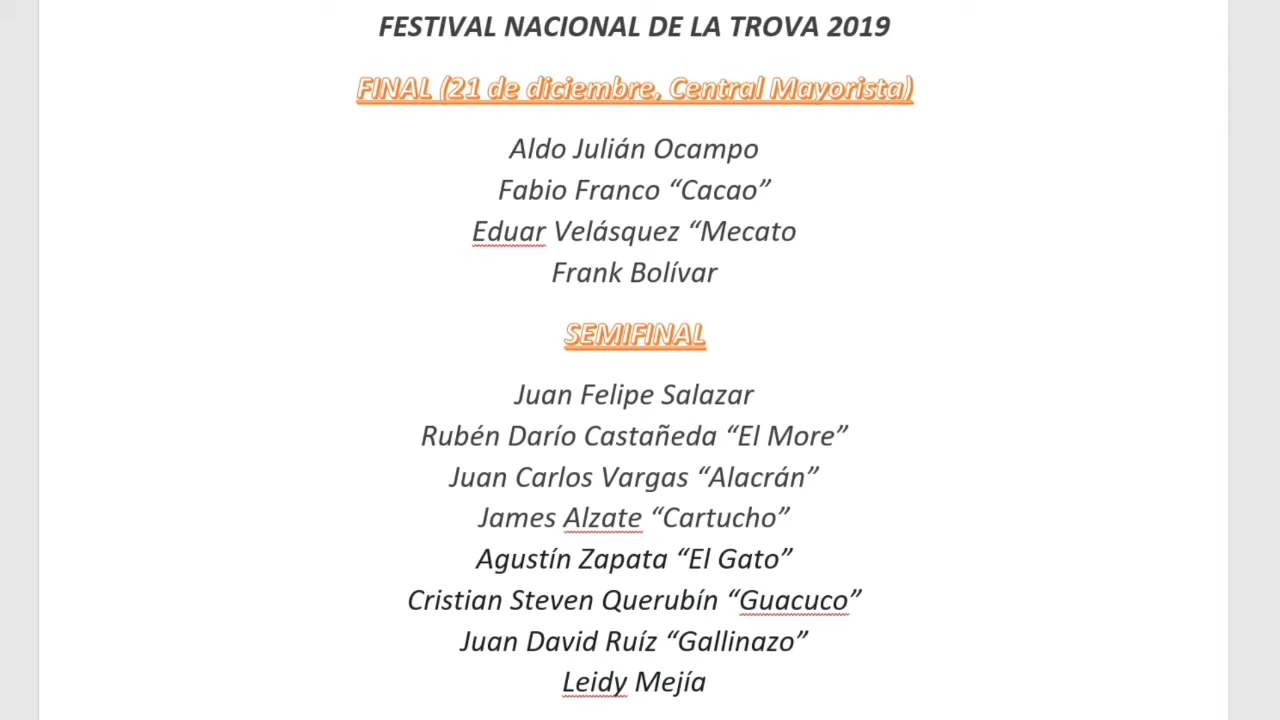 FESTIVAL NACIONAL DE LA TROVA 2019
FINAL (21 de diciembre, Central Mayorista)
Aldo Julián Ocampo
Fabio Franco “Cacao”
Eduar Velásquez “Mecato
Frank Bolívar
SEMIFINAL
Juan Felipe Salazar
Rubén Darío Castañeda “El More”
Juan Carlos Vargas “Alacrán”
James Alzate “Cartucho”
Agustín Zapata “El Gato”
Cristian Steven Querubín “Guacuco”
Juan David Ruíz “Gallinazo”
Leidy Mejía